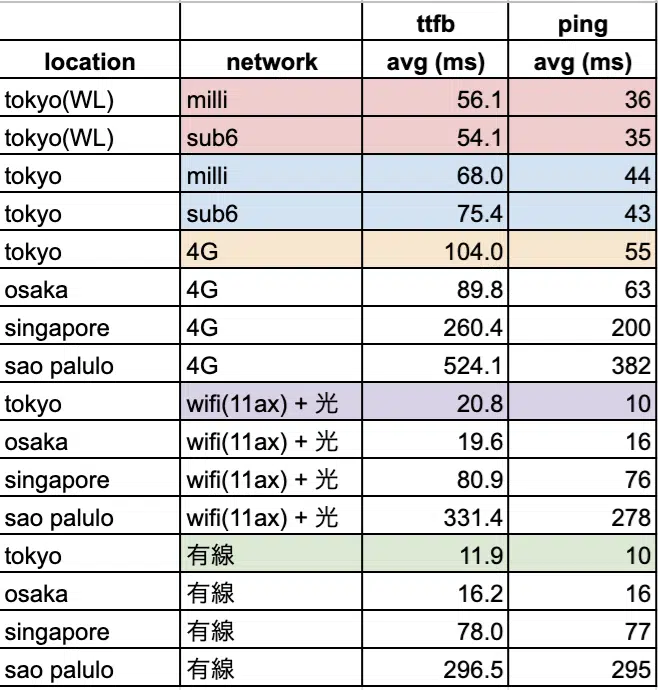 ttfb ping
location network avg (ms) avg (ms)
tokyo(WL) milli 56.1 36
tokyo(WL) sub6 54.1 35
tokyo milli 68.0 44
tokyo sub6 75.4 43
tokyo 4G 104.0 55
osaka 4G 89.8 63
singapore 4G 260.4 200
sao palulo 4G 524.1 382
tokyo wifi(11ax) + 光 20.8 10
osaka wifi(11ax) + 光 19.6 16
singapore wifi(11ax) + 光 80.9 76
sao palulo wifi(11ax) + 光 331.4 278
tokyo 有線 11.9 10
osaka 有線 16.2 16
singapore 有線 78.0 77
sao palulo 有線 296.5 295